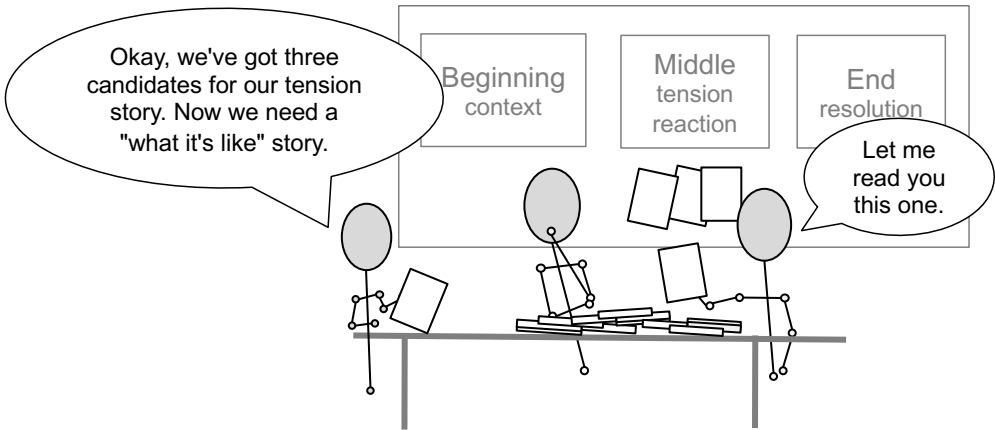 Okay, we've got three
candidates for our tension
story. Now we need a
"what it's like" story.
Beginning
context
Middle
tension
reaction
End
resolution
Let me
read you
this one.